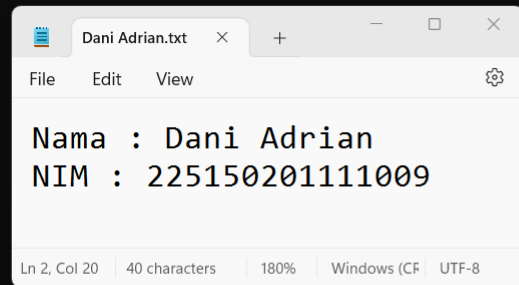 Dani Adrian.txt
File Edit View
Nama : Dani Adrian
NIM : 225150201111009
Ln 2, Col 20 40 characters 180% Windows (CR UTF-8